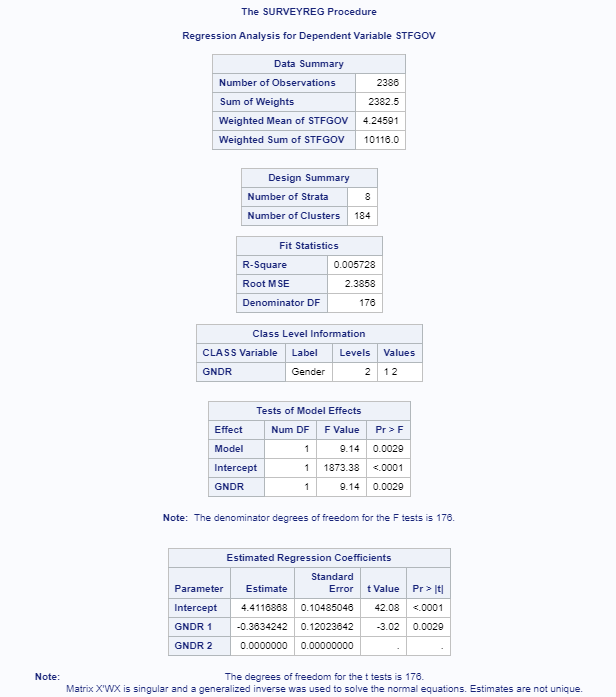 The SURVEYREG Procedure
Regression Analysis for Dependent Variable STFGOV
Data Summary
Number of Observations 2386
Sum of Weights 2382.5
Weighted Mean of STFGOV 4.24591
Weighted Sum of STFGOV 10116.0
Design Summary
Number of Strata 8
Number of Clusters 184
Fit Statistics
R-Square 0.005728
Root MSE 2.3858
Denominator DF 176
Class Level Information
CLASS Variable Label Levels Values
GNDR Gender 2 1 2
Tests of Model Effects
Effect Num DF F Value Pr > F
Model 1 9.14 0.0029
Intercept 1 1873.38 <.0001
GNDR 1 9.14 0.0029
Note: The denominator degrees of freedom for the F tests is 176.
Estimated Regression Coefficients
Parameter Estimate Standard Error t Value Pr > |t|
Intercept 4.4116868 0.10485046 42.08 <.0001
GNDR 1 -0.3634242 0.12023642 -3.02 0.0029
GNDR 2 0.0000000 0.00000000 . .
Note: The degrees of freedom for the t tests is 176.
Matrix X'WX is singular and a generalized inverse was used to solve the normal equations. Estimates are not unique.